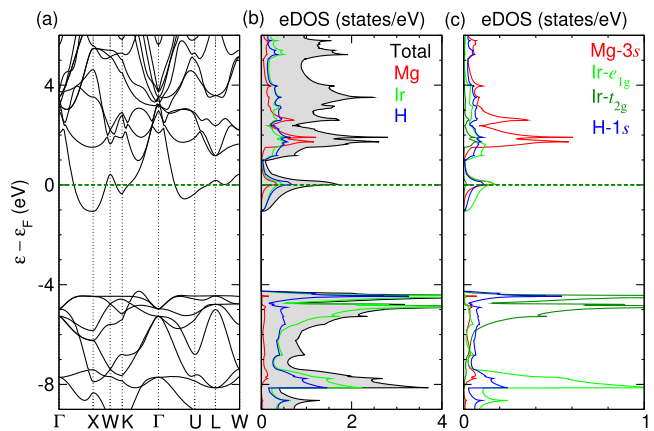 (a)
(b) eDOS (states/eV)
(c) eDOS (states/eV)
ε − εF (eV)
4
0
-4
-8
Γ X W K Γ U L W
Total
Mg
Ir
H
0 2 4
Mg-3s
Ir-e1g
Ir-t2g
H-1s
0 1